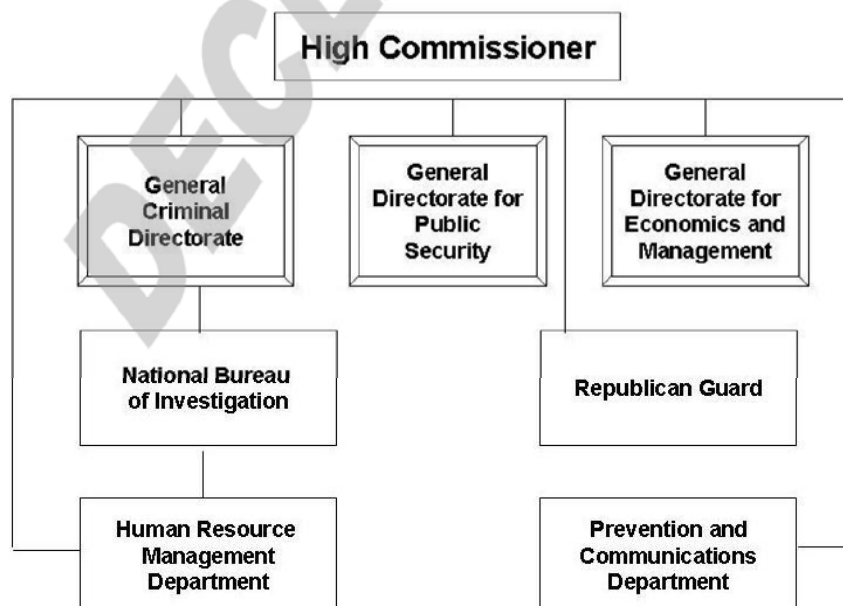 High Commissioner
General
Criminal
Directorate
General
Directorate for
Public
Security
General
Directorate for
Economics and
Management
National Bureau
of Investigation
Republican Guard
Human Resource
Management
Department
Prevention and
Communications
Department